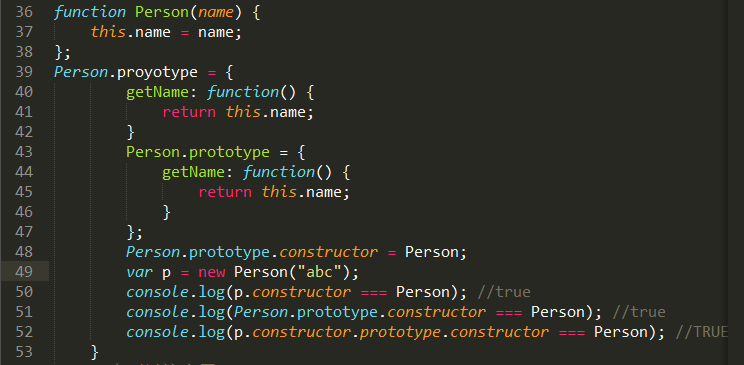 36 function Person(name) {
37     this.name = name;
38 };
39 Person.proyotype = {
40         getName: function() {
41             return this.name;
42         }
43         Person.prototype = {
44             getName: function() {
45                 return this.name;
46             }
47         };
48         Person.prototype.constructor = Person;
49         var p = new Person("abc");
50         console.log(p.constructor === Person); //true
51         console.log(Person.prototype.constructor === Person); //true
52         console.log(p.constructor.prototype.constructor === Person); //TRUE
53     }